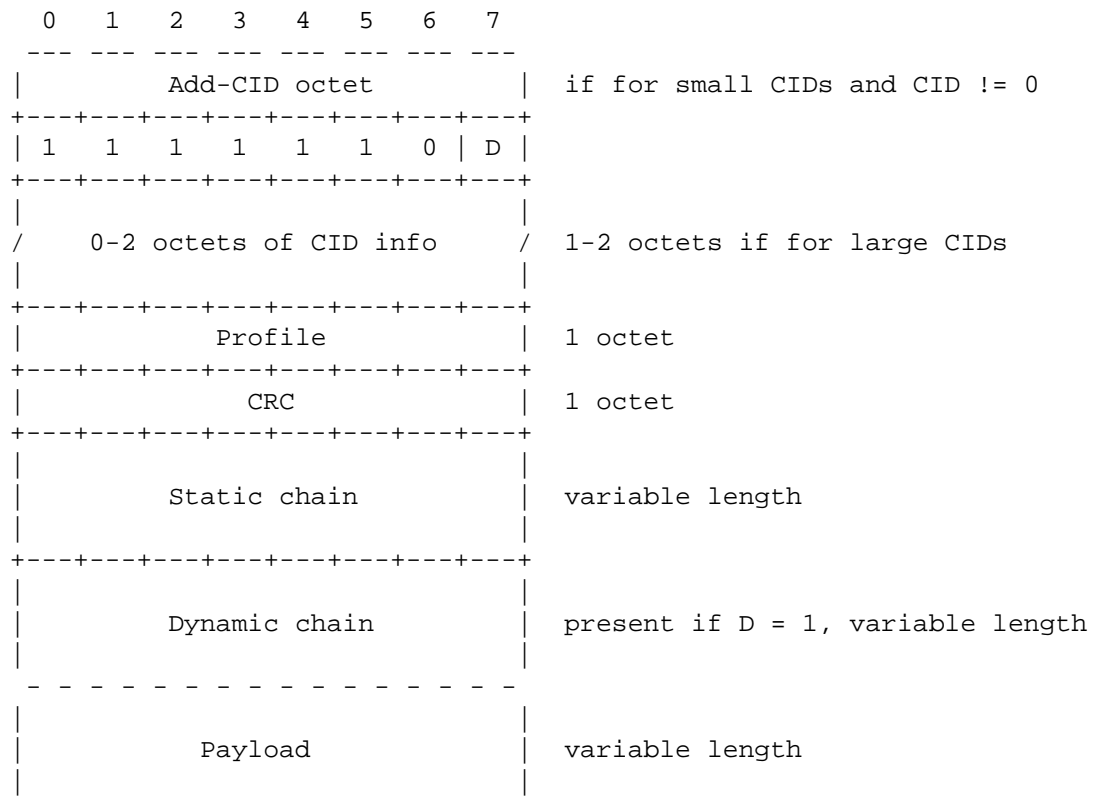 0   1   2   3   4   5   6   7
 --- --- --- --- --- --- --- ---
|         Add-CID octet         |  if for small CIDs and CID != 0
+---+---+---+---+---+---+---+---+
| 1   1   1   1   1   1   0 | D |
+---+---+---+---+---+---+---+---+
|                               |
/    0-2 octets of CID info     /  1-2 octets if for large CIDs
|                               |
+---+---+---+---+---+---+---+---+
|            Profile            |  1 octet
+---+---+---+---+---+---+---+---+
|              CRC              |  1 octet
+---+---+---+---+---+---+---+---+
|                               |
|         Static chain          |  variable length
|                               |
+---+---+---+---+---+---+---+---+
|                               |
|         Dynamic chain         |  present if D = 1, variable length
|                               |
 - - - - - - - - - - - - - - - -
|                               |
|           Payload             |  variable length
|                               |